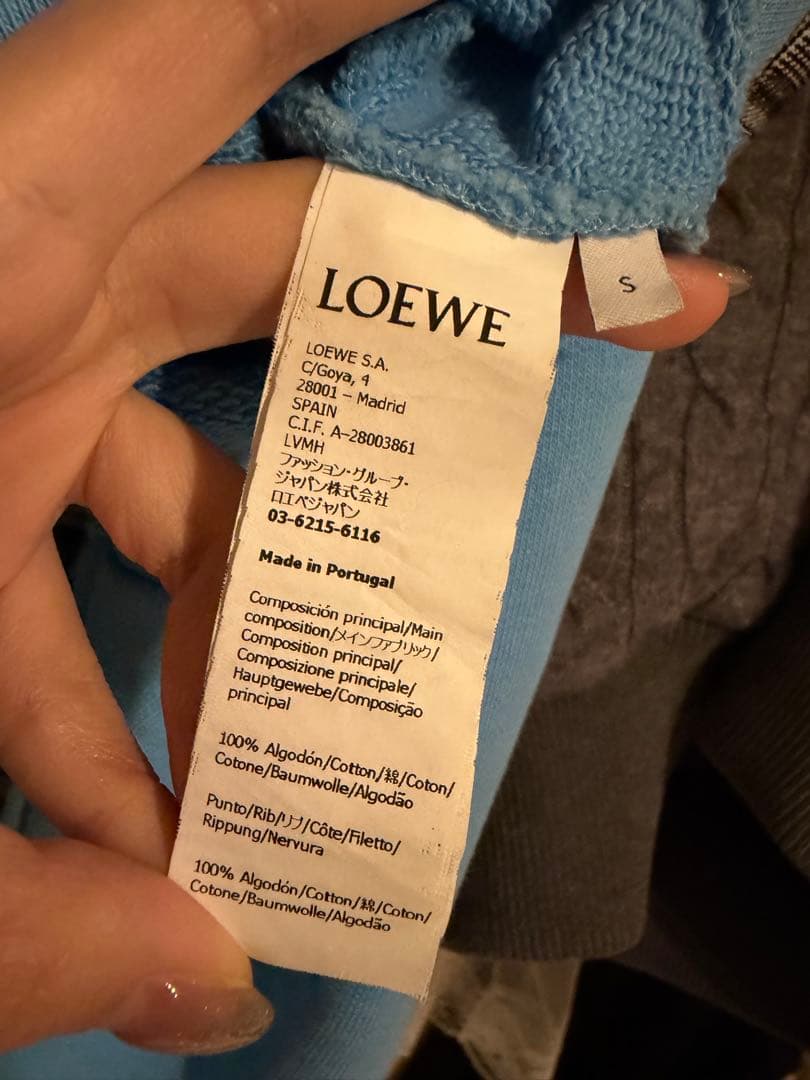 LOEWE
S
LOEWE S.A.
C/Goya, 4
28001 – Madrid
SPAIN
C.I.F. A-28003861
LVMH
ファッション・グループ・
ジャパン株式会社
ロエベジャパン
03-6215-6116
Made in Portugal
Composición principal/Main
composition/メインファブリック/
Composition principal/
Composizione principale/
Hauptgewebe/Composição
principal
100% Algodón/Cotton/綿/Coton/
Cotone/Baumwolle/Algodão
Punto/Rib/リブ/Côte/Filetto/
Rippung/Nervura
100% Algodón/Cotton/綿/Coton/
Cotone/Baumwolle/Algodão